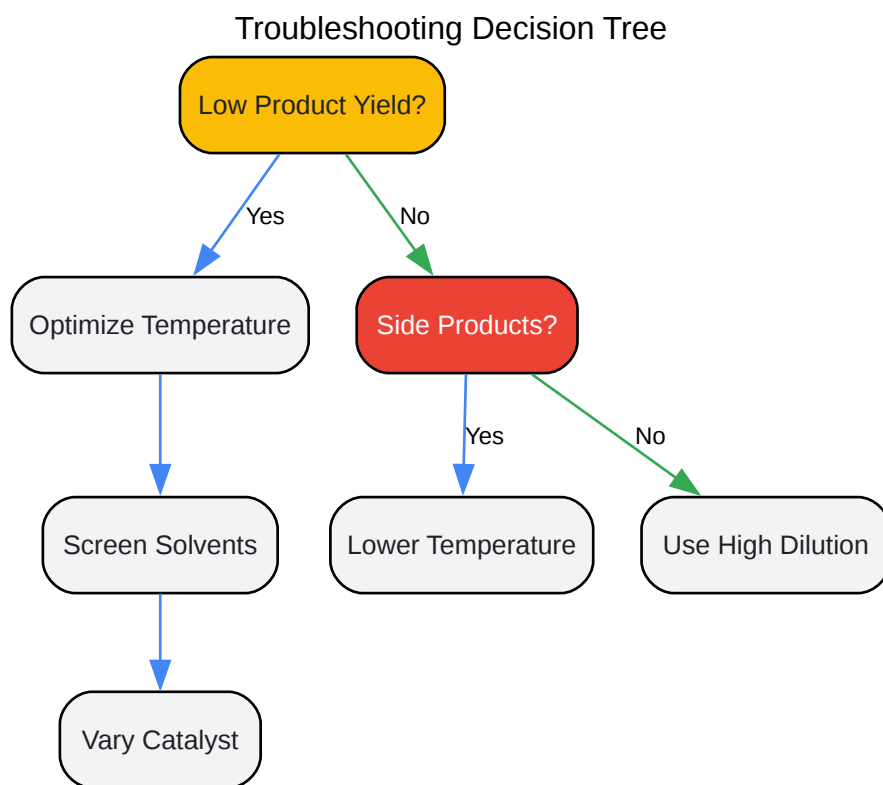 Troubleshooting Decision Tree
Low Product Yield?
Yes
No
Optimize Temperature
Side Products?
Yes
No
Screen Solvents
Lower Temperature
Use High Dilution
Vary Catalyst